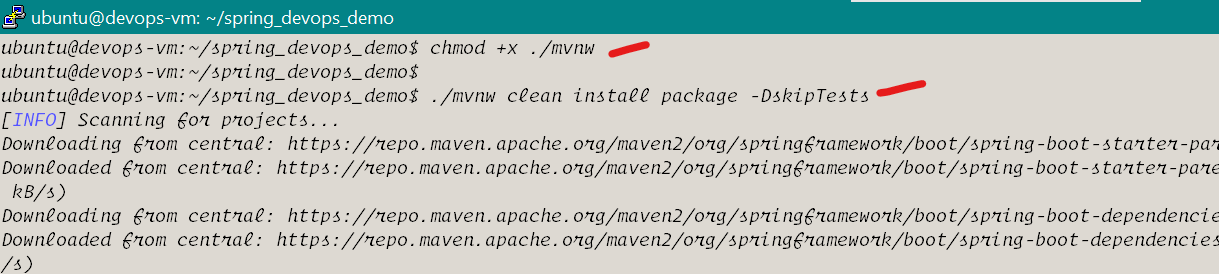 ubuntu@devops-vm: ~/spring_devops_demo
ubuntu@devops-vm:~/spring_devops_demo$ chmod +x ./mvnw
ubuntu@devops-vm:~/spring_devops_demo$
ubuntu@devops-vm:~/spring_devops_demo$ ./mvnw clean install package -DskipTests
[INFO] Scanning for projects...
Downloading from central: https://repo.maven.apache.org/maven2/org/springframework/boot/spring-boot-starter-par
Downloaded from central: https://repo.maven.apache.org/maven2/org/springframework/boot/spring-boot-starter-pare
kB/s)
Downloading from central: https://repo.maven.apache.org/maven2/org/springframework/boot/spring-boot-dependencie
Downloaded from central: https://repo.maven.apache.org/maven2/org/springframework/boot/spring-boot-dependencies
/s)